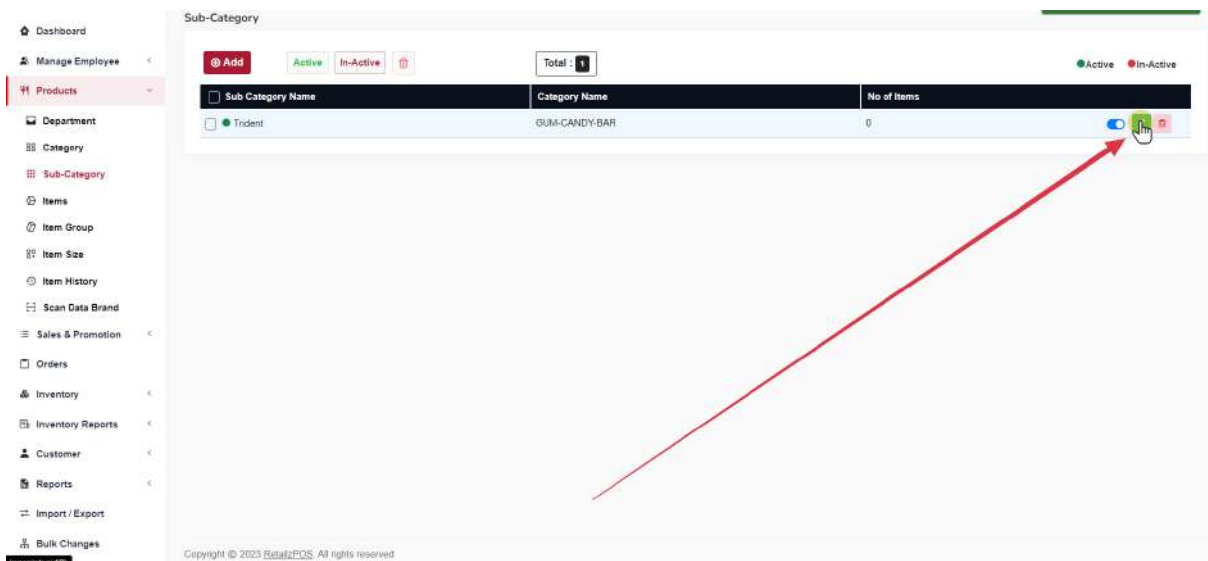 Sub-Category
Dashboard
Manage Employee
Products
Department
Category
Sub-Category
Items
Item Group
Item Size
Item History
Scan Data Brand
Sales & Promotion
Orders
Inventory
Inventory Reports
Customer
Reports
Import / Export
Bulk Changes
Add Active In-Active Total : 1 Active In-Active
Sub Category Name Category Name No of Items
Trident GUM-CANDY-BAR 0
Copyright © 2023 RetailzPOS. All rights reserved